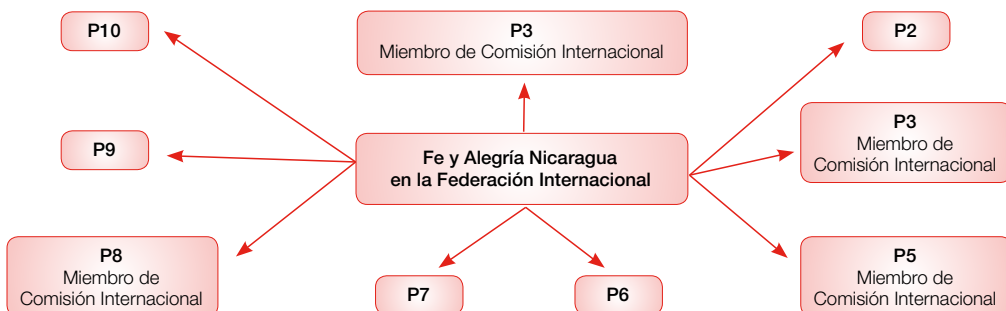 P10
P3
Miembro de Comisión Internacional
P2
P9
Fe y Alegría Nicaragua
en la Federación Internacional
P3
Miembro de
Comisión Internacional
P8
Miembro de
Comisión Internacional
P7
P6
P5
Miembro de
Comisión Internacional